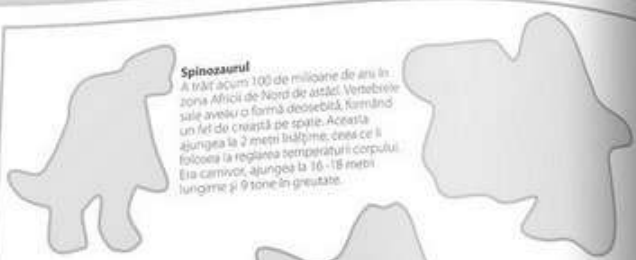 Spinozaurul
A trăit acum 100 de milioane de ani în
zona Africii de Nord de astăzi. Vertebrele
sale aveau o formă deosebită, formând
un fel de creastă pe spate. Aceasta
ajungea la 2 metri înălțime, ceea ce îi
folosea la reglarea temperaturii corpului.
Era carnivor, ajungea la 16 -18 metri
lungime și 9 tone în greutate.